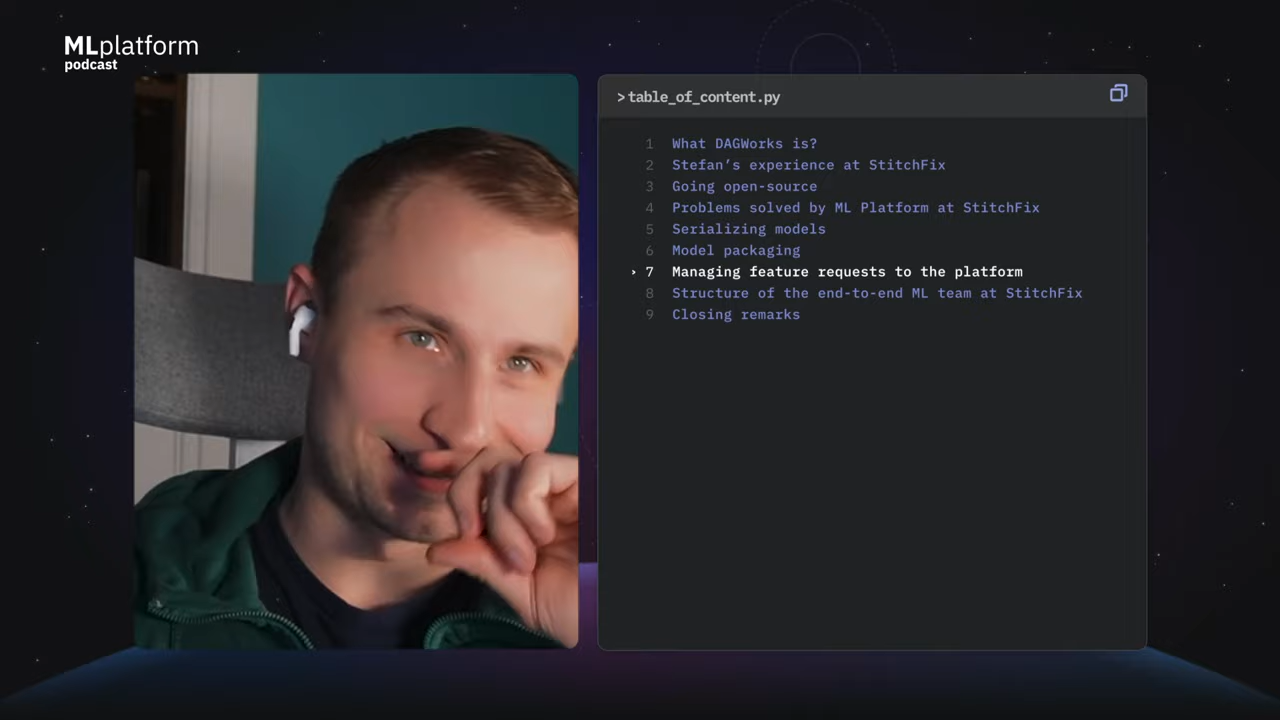 MLplatform
podcast
>table_of_content.py
1 What DAGWorks is?
2 Stefan’s experience at StitchFix
3 Going open-source
4 Problems solved by ML Platform at StitchFix
5 Serializing models
6 Model packaging
› 7 Managing feature requests to the platform
8 Structure of the end-to-end ML team at StitchFix
9 Closing remarks